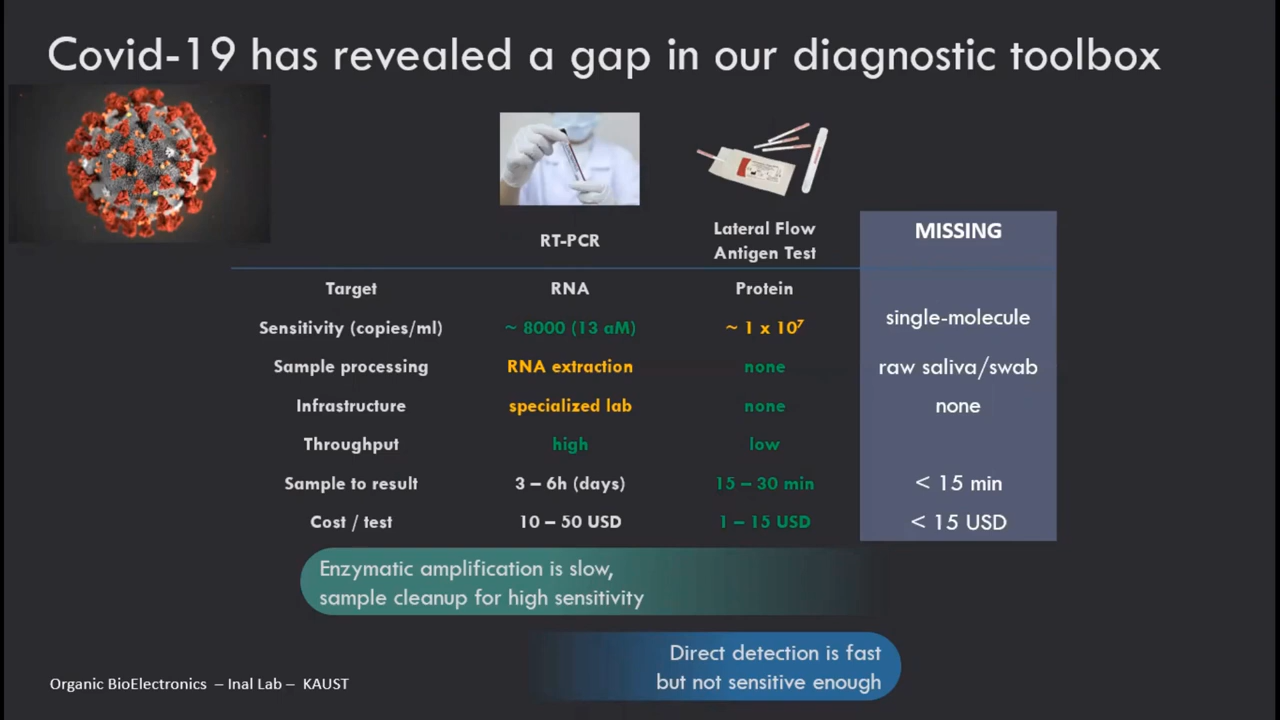 Covid-19 has revealed a gap in our diagnostic toolbox
RT-PCR
Lateral Flow
Antigen Test
MISSING
Target RNA Protein
Sensitivity (copies/ml) ~ 8000 (13 aM) ~ 1 x 10⁷ single-molecule
Sample processing RNA extraction none raw saliva/swab
Infrastructure specialized lab none none
Throughput high low
Sample to result 3 – 6h (days) 15 – 30 min < 15 min
Cost / test 10 – 50 USD 1 – 15 USD < 15 USD
Enzymatic amplification is slow,
sample cleanup for high sensitivity
Direct detection is fast
but not sensitive enough
Organic BioElectronics – Inal Lab – KAUST